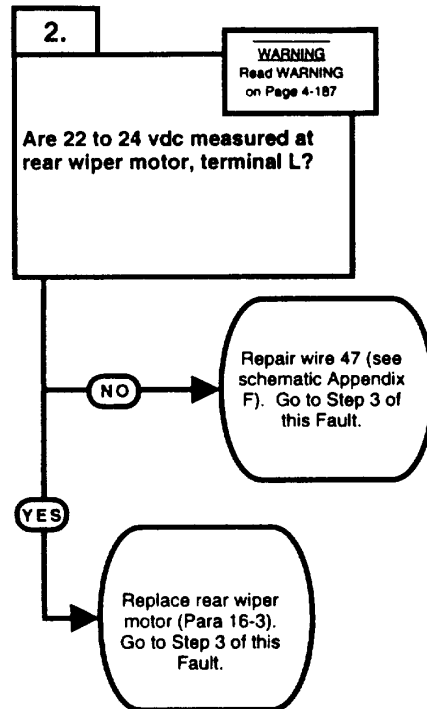 2.
WARNING
Read WARNING
on Page 4-187
Are 22 to 24 vdc measured at
rear wiper motor, terminal L?
NO
Repair wire 47 (see
schematic Appendix
F). Go to Step 3 of
this Fault.
YES
Replace rear wiper
motor (Para 16-3).
Go to Step 3 of this
Fault.